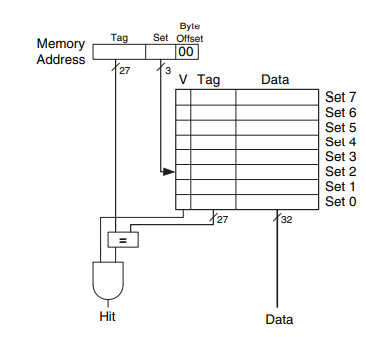 Byte
Memory Address Tag Set Offset
00
27 3
V Tag Data
Set 7
Set 6
Set 5
Set 4
Set 3
Set 2
Set 1
Set 0
27 32
=
Hit Data